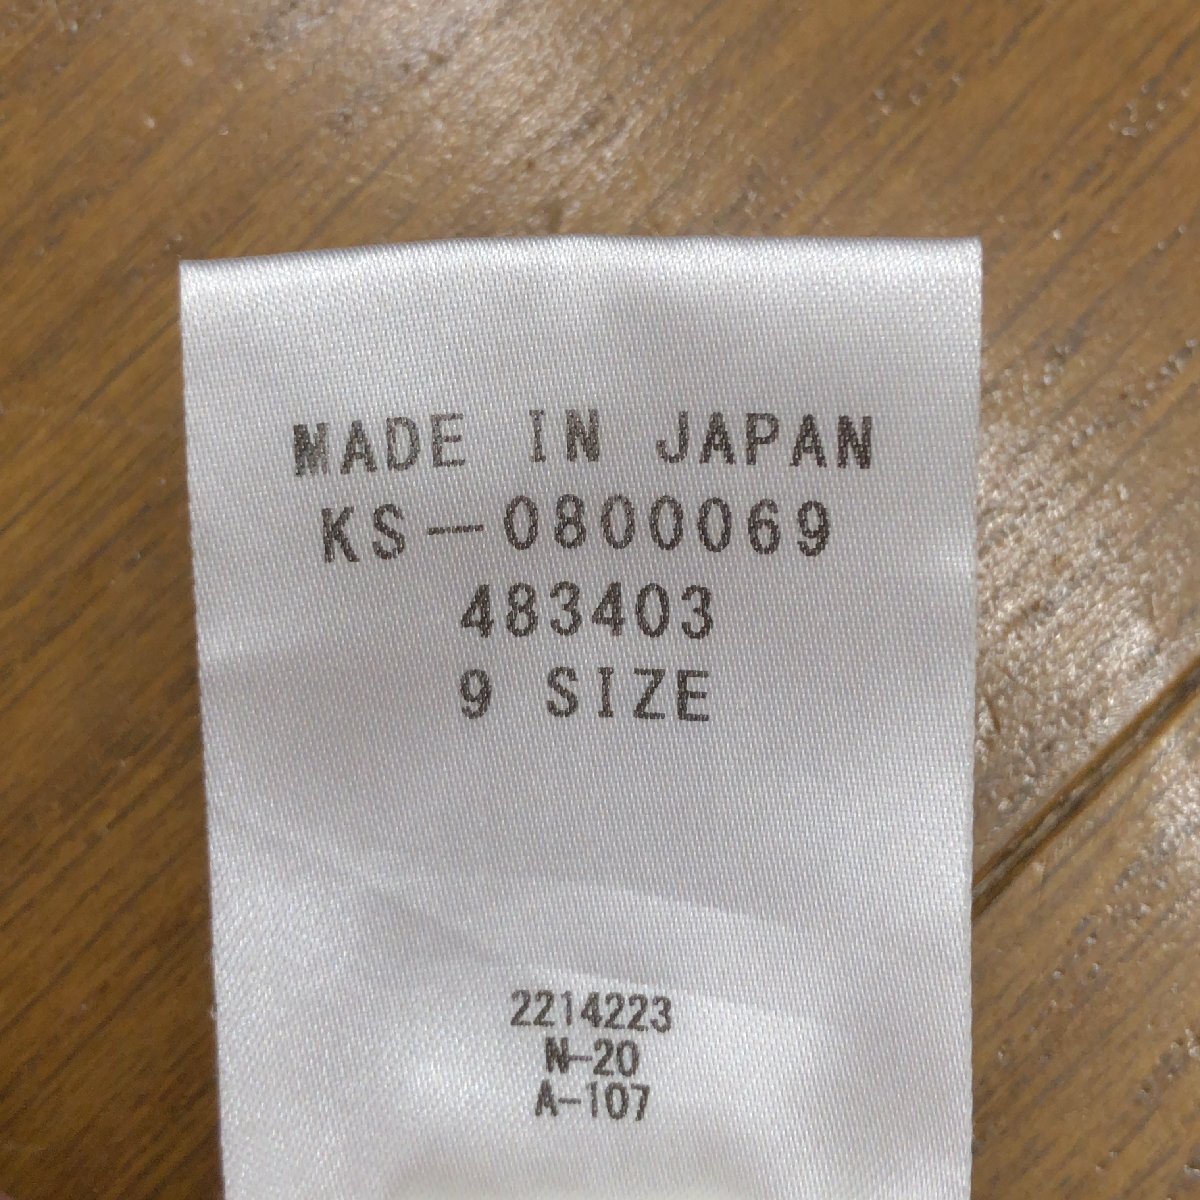 MADE IN JAPAN
KS-0800069
483403
9 SIZE
2214223
N-20
A-107